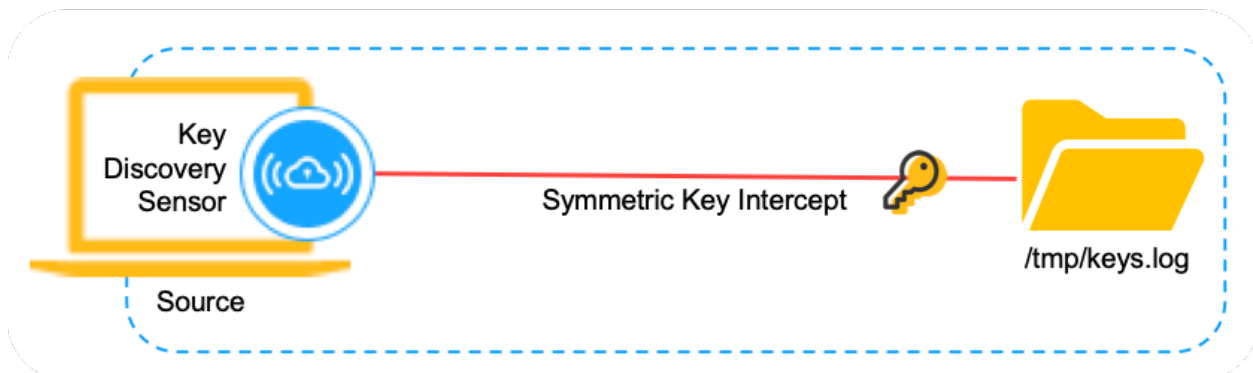 Key
Discovery
Sensor
Symmetric Key Intercept
/tmp/keys.log
Source